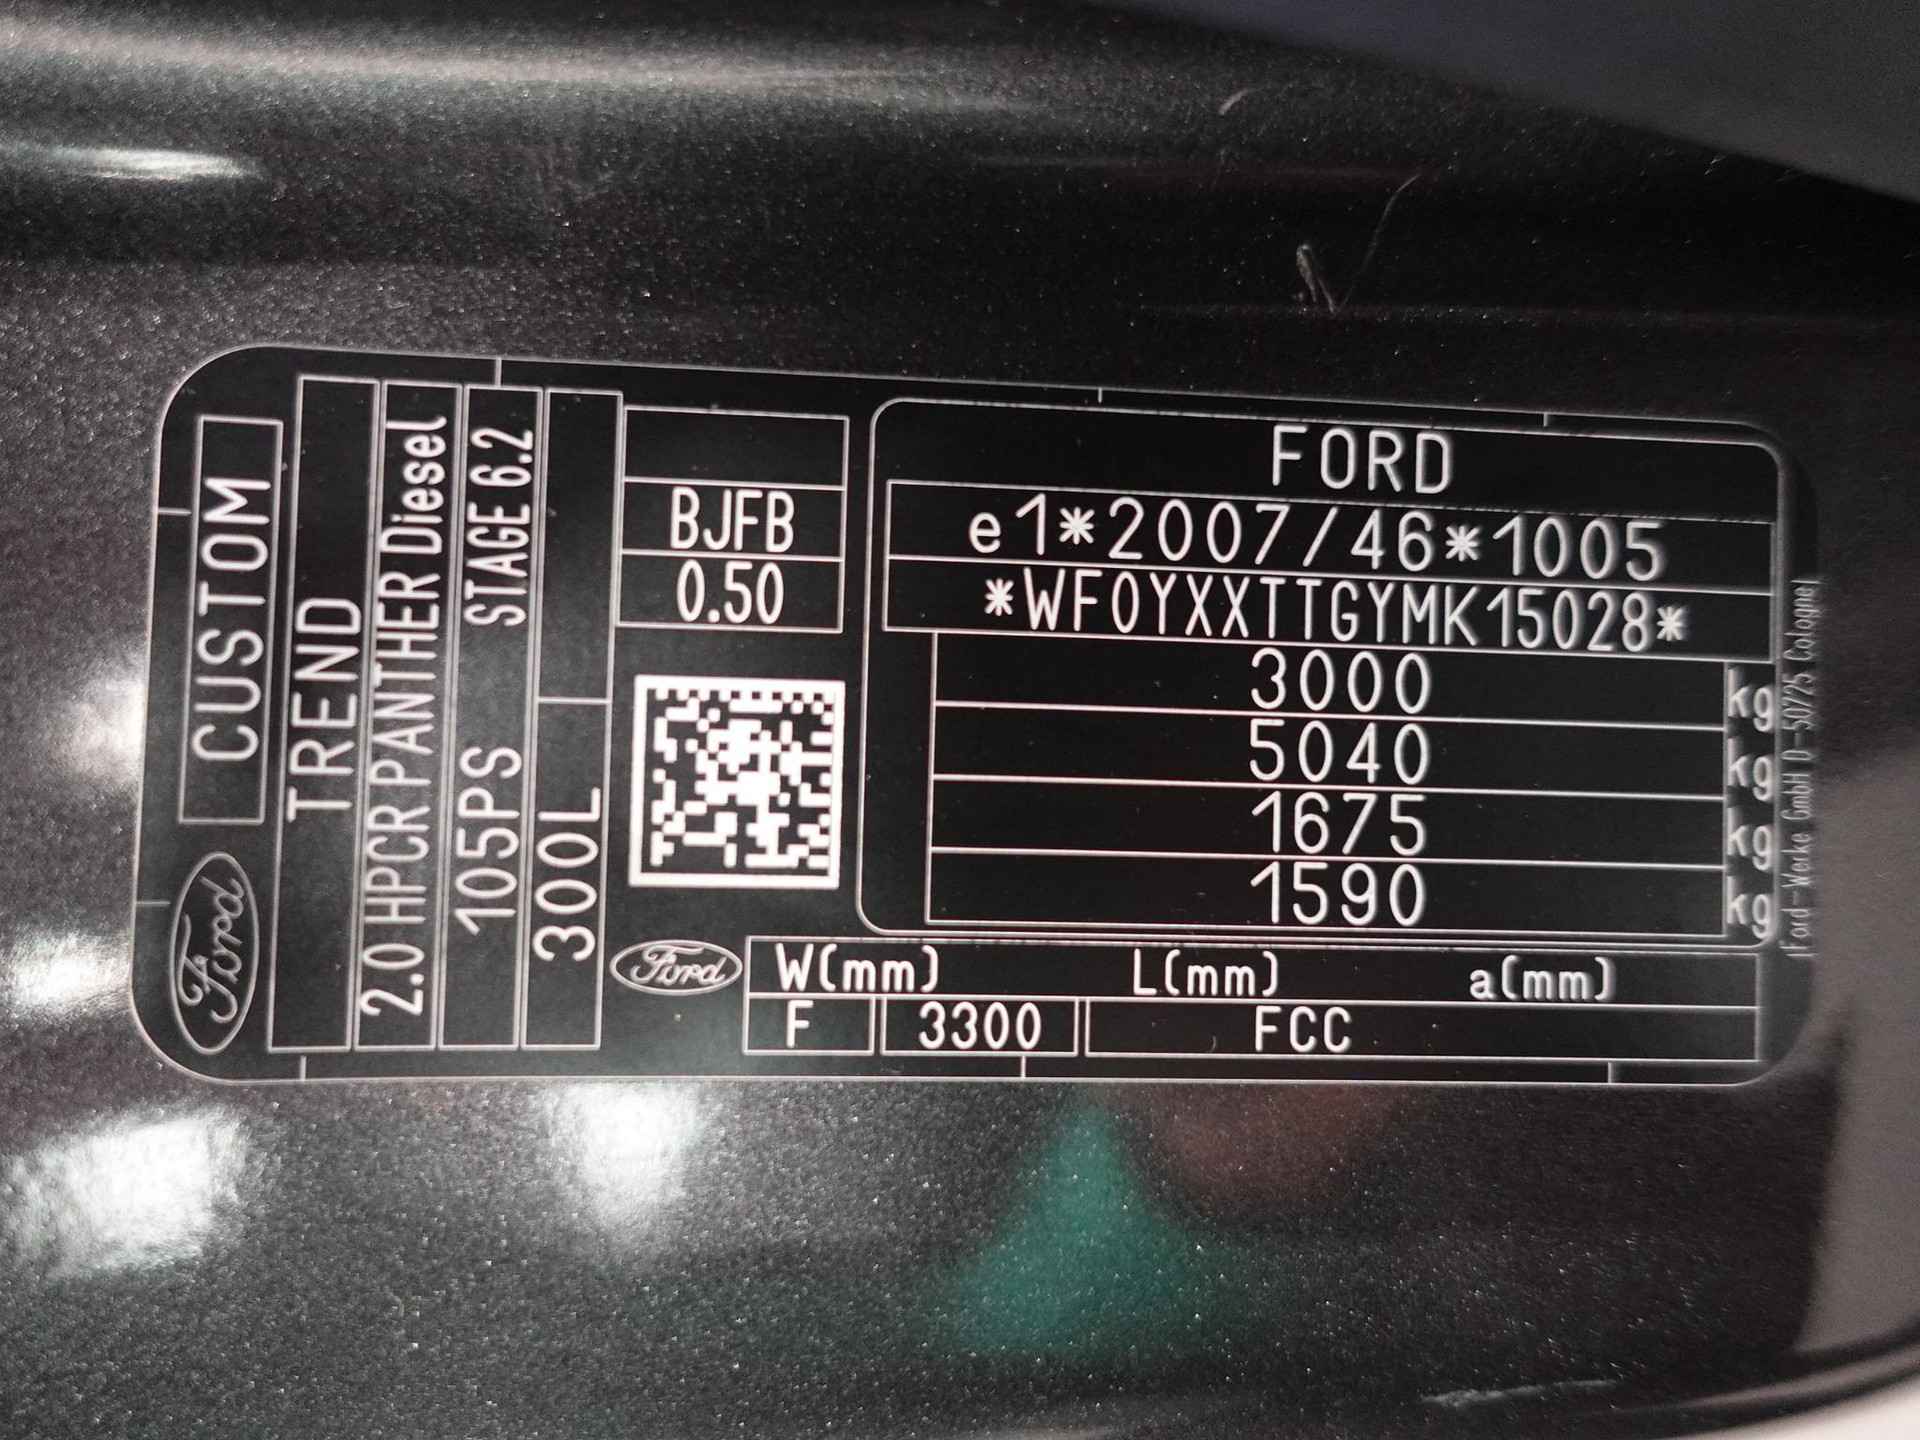 Ford
CUSTOM
TREND
2.0 HPCR PANTHER Diesel
105PS STAGE 6.2
300L
BJFB
0.50
FORD
e1*2007/46*1005
*WF0YXXTTGYMK15028*
3000 kg
5040 kg
1675 kg
1590 kg
Ford
W(mm) L(mm) a(mm)
F 3300 FCC
(Ford-Werke GmbH D-50725 Cologne)